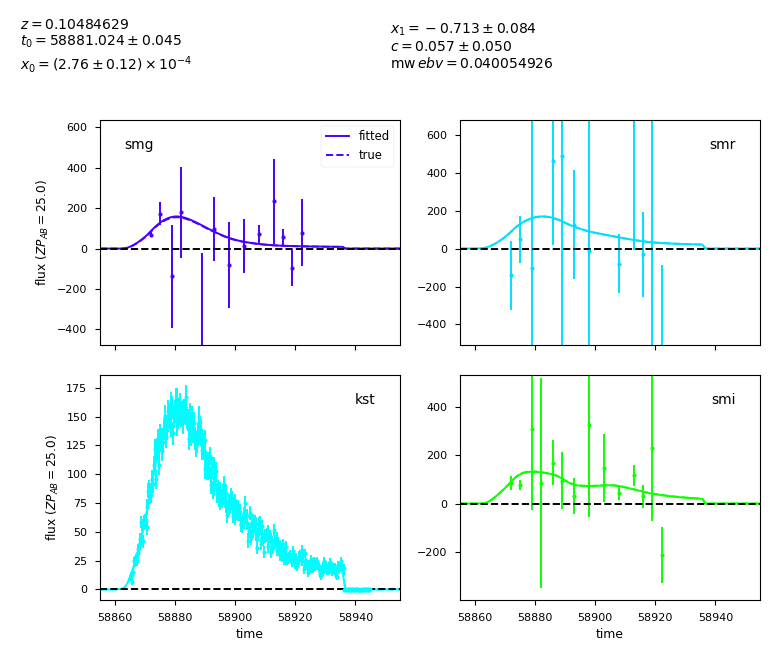 z = 0.10484629
t₀ = 58881.024 ± 0.045
x₀ = (2.76 ± 0.12) × 10⁻⁴
x₁ = −0.713 ± 0.084
c = 0.057 ± 0.050
mw ebv = 0.040054926
smg
fitted
true
600
400
200
0
−200
−400
flux (ZP_AB = 25.0)
smr
600
400
200
0
−200
−400
kst
175
150
125
100
75
50
25
0
flux (ZP_AB = 25.0)
58860 58880 58900 58920 58940
time
smi
400
200
0
−200
58860 58880 58900 58920 58940
time